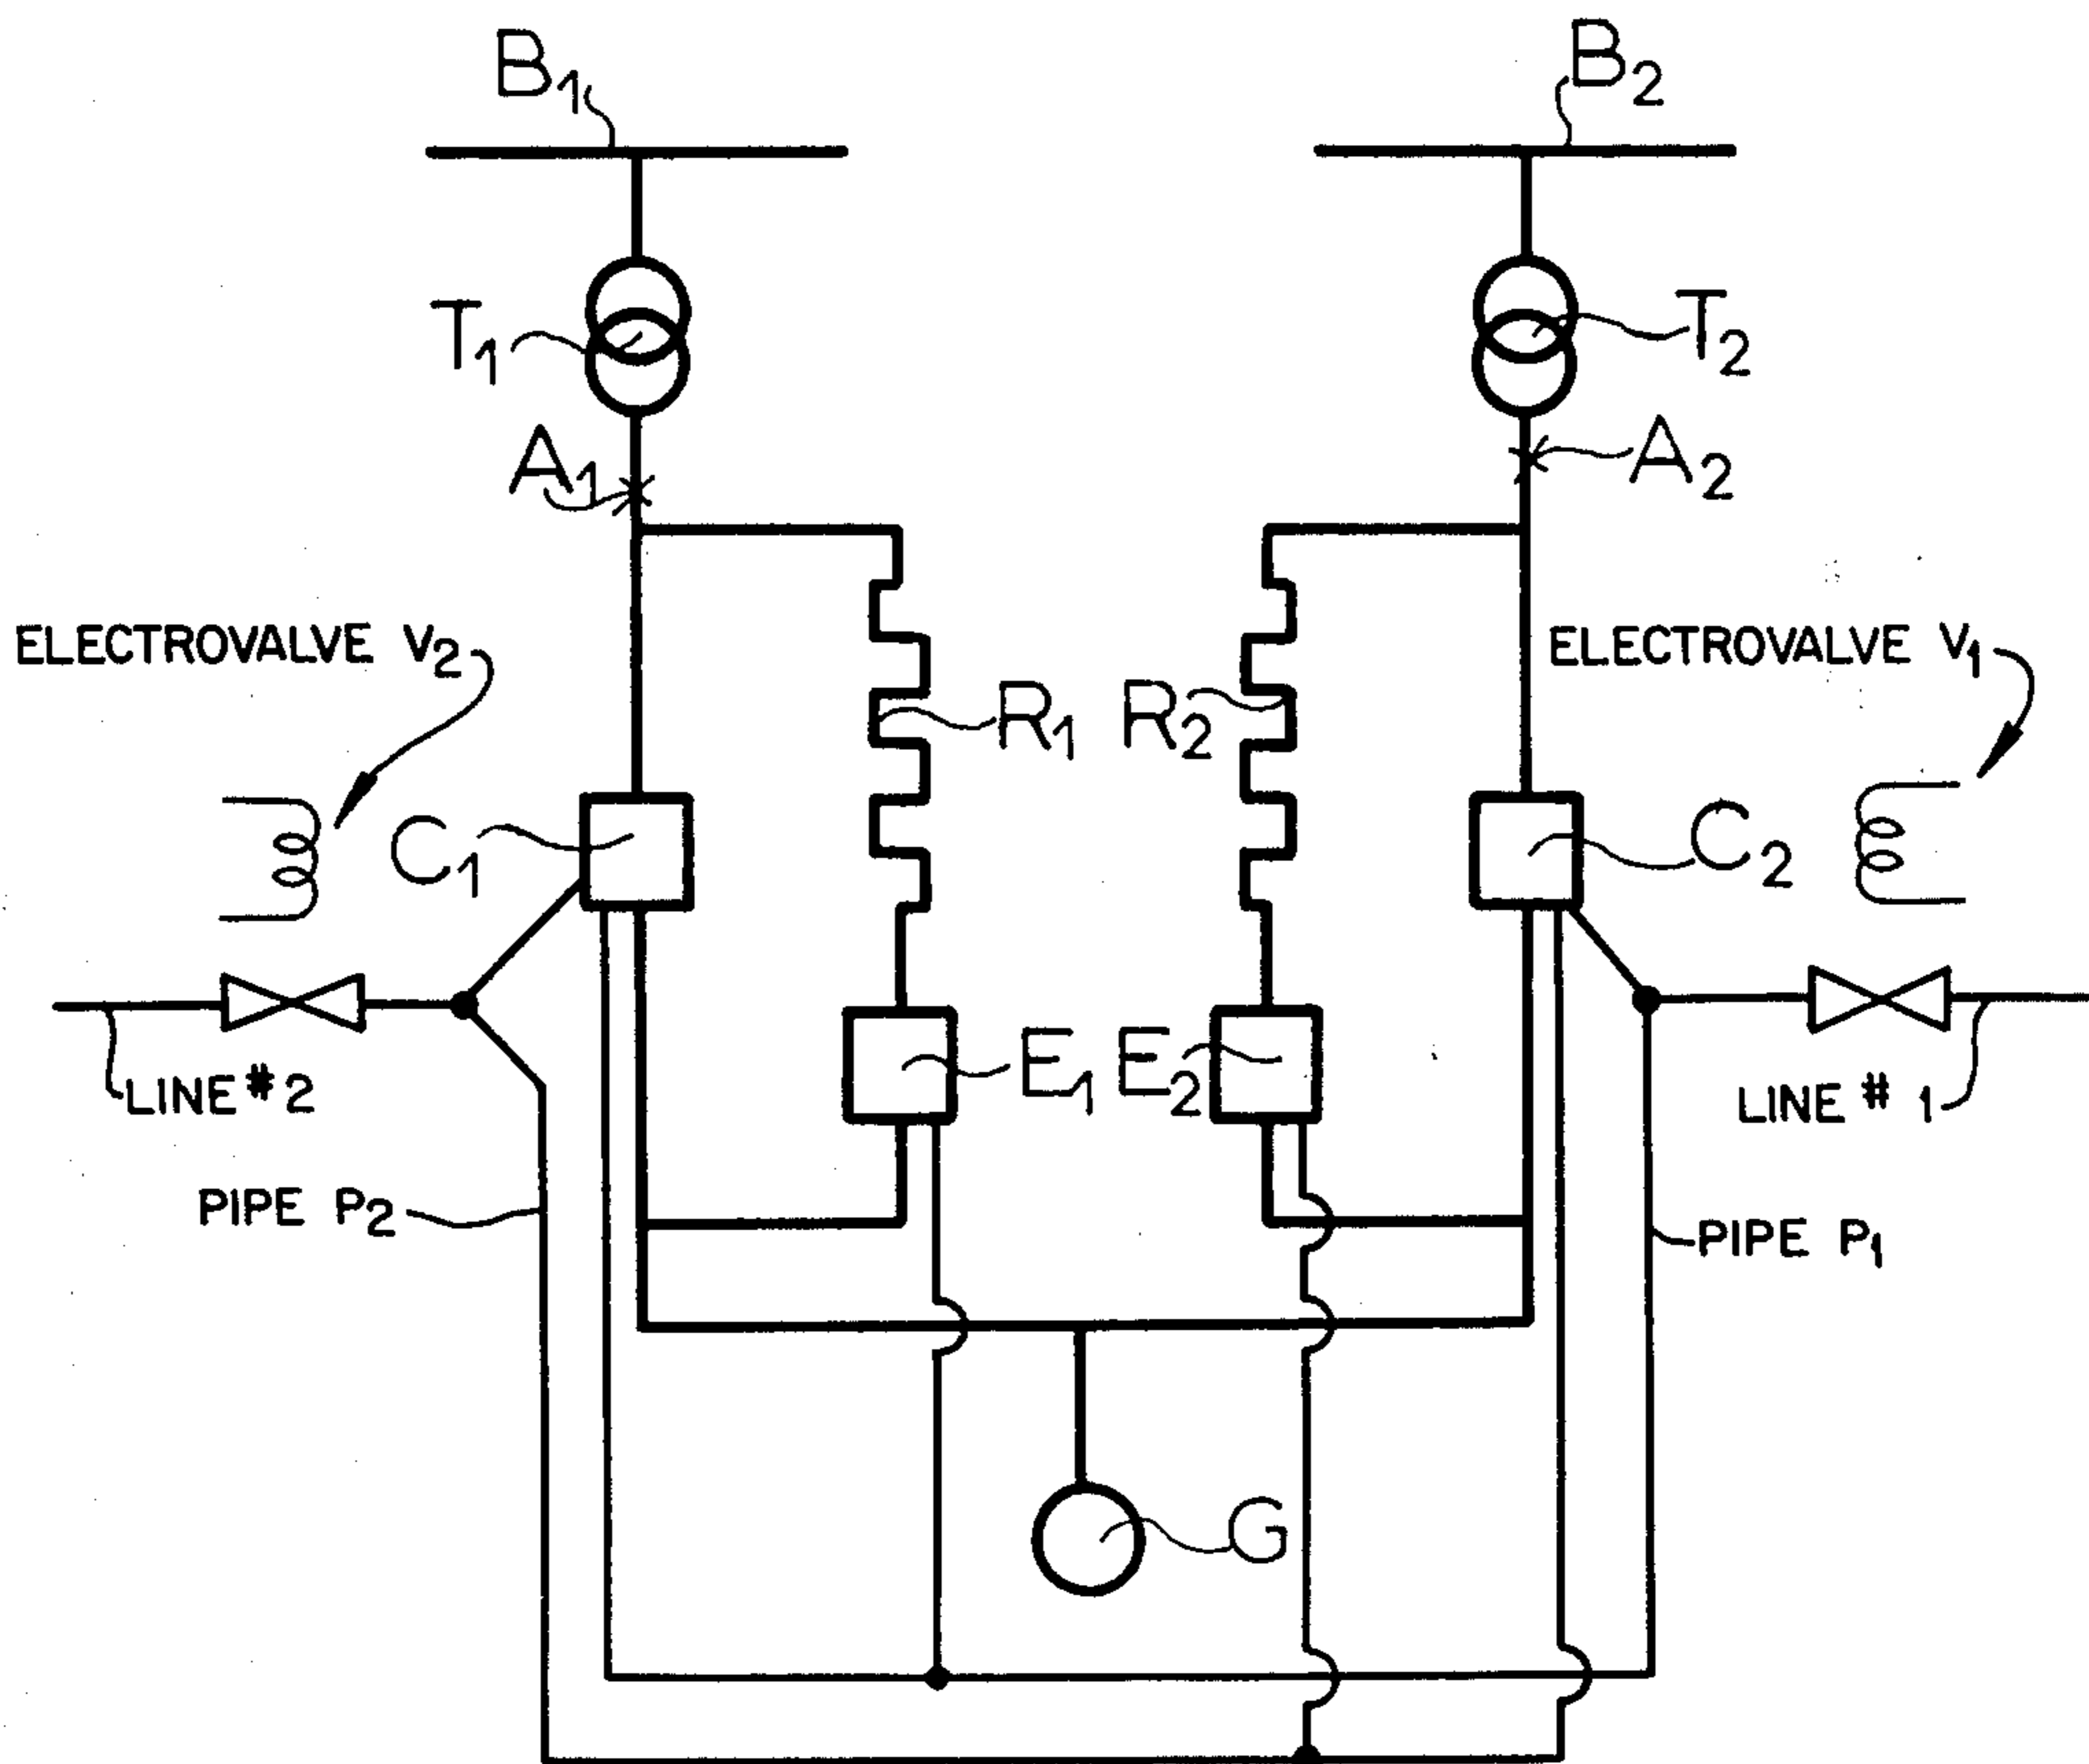 B1
B2
T1
T2
A1
A2
ELECTROVALVE V2
ELECTROVALVE V1
R1
R2
C1
C2
E1
E2
LINE #2
LINE # 1
PIPE P2
PIPE P1
G